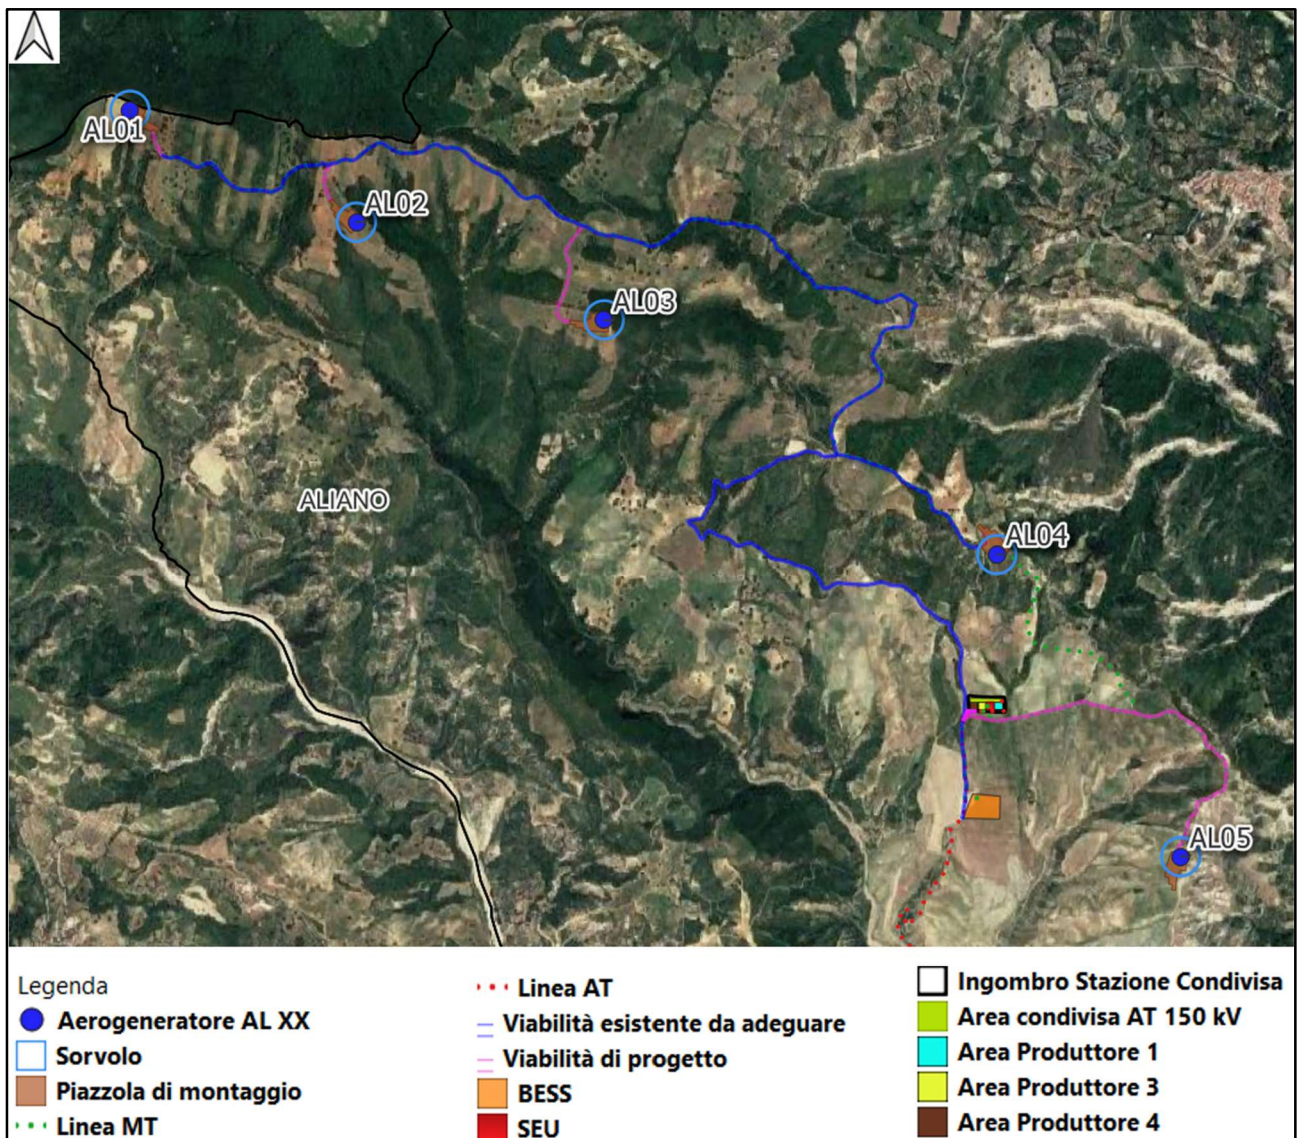 AL01
AL02
AL03
ALIANO
AL04
AL05
Legenda
Aerogeneratore AL XX
Sorvolo
Piazzola di montaggio
Linea MT
Linea AT
Viabilità esistente da adeguare
Viabilità di progetto
BESS
SEU
Ingombro Stazione Condivisa
Area condivisa AT 150 kV
Area Produttore 1
Area Produttore 3
Area Produttore 4